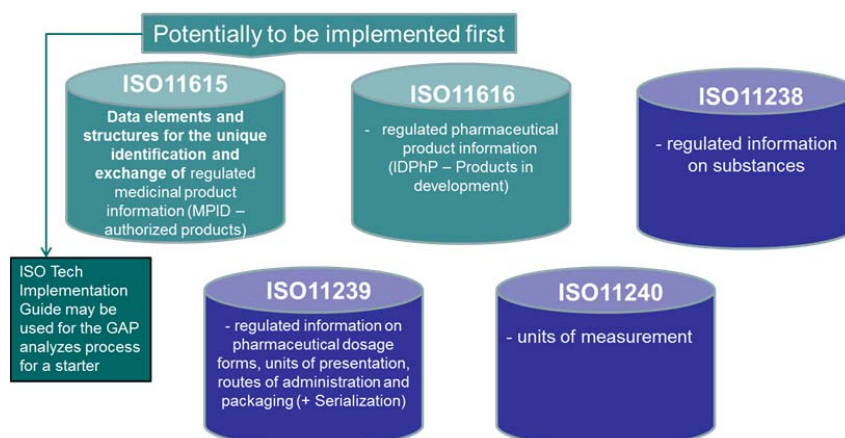 Potentially to be implemented first
ISO11615
Data elements and
structures for the unique
identification and
exchange of regulated
medicinal product
information (MPID –
authorized products)
ISO11616
- regulated pharmaceutical
product information
(IDPhP – Products in
development)
ISO11238
- regulated information
on substances
ISO Tech
Implementation
Guide may be
used for the GAP
analyzes process
for a starter
ISO11239
- regulated information on
pharmaceutical dosage
forms, units of presentation,
routes of administration and
packaging (+ Serialization)
ISO11240
- units of measurement